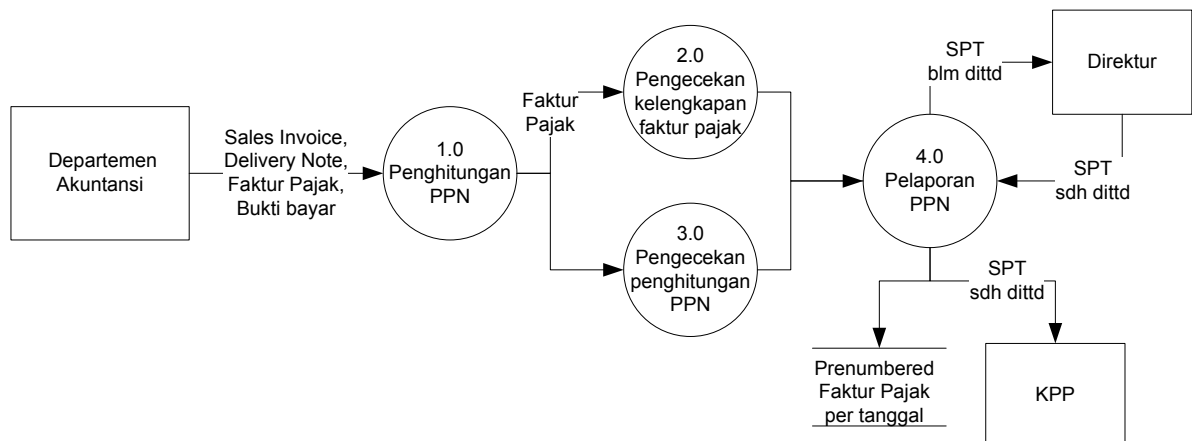 Departemen
Akuntansi
Sales Invoice,
Delivery Note,
Faktur Pajak,
Bukti bayar
1.0
Penghitungan
PPN
Faktur
Pajak
2.0
Pengecekan
kelengkapan
faktur pajak
3.0
Pengecekan
penghitungan
PPN
4.0
Pelaporan
PPN
SPT
blm dittd
Direktur
SPT
sdh dittd
SPT
sdh dittd
Prenumbered
Faktur Pajak
per tanggal
KPP